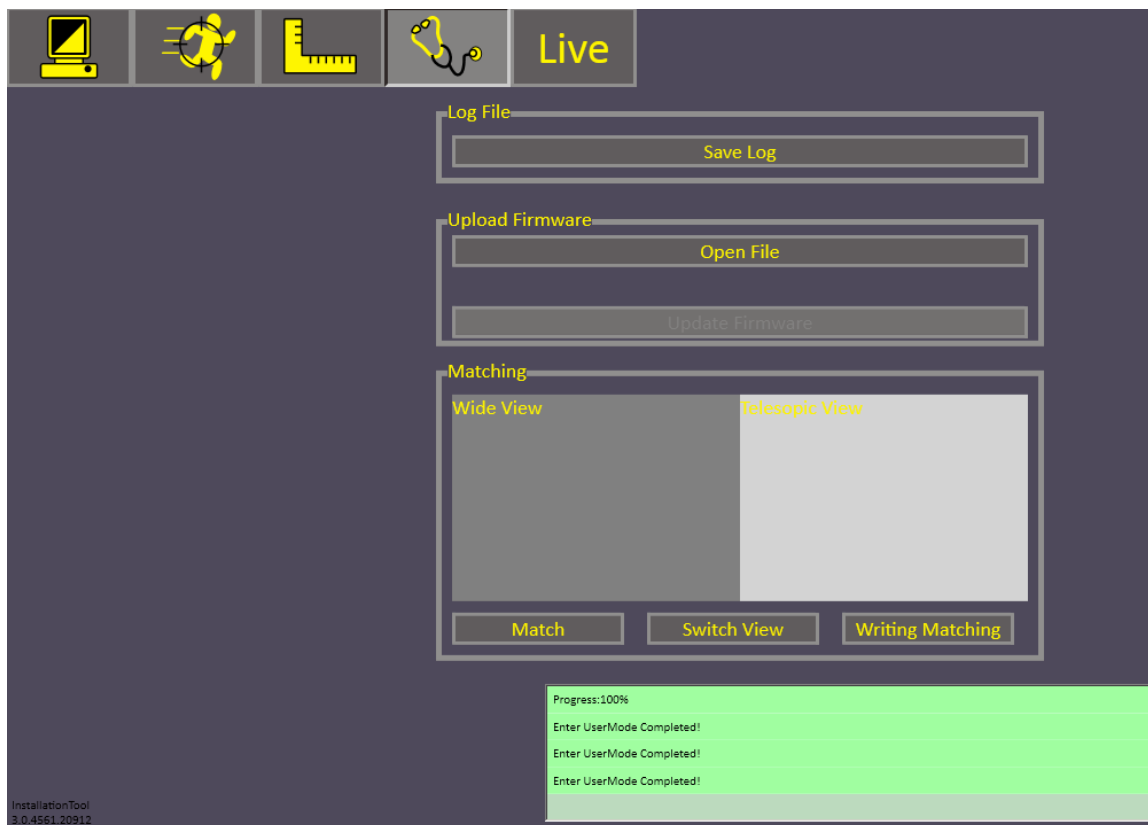 Live
Log File
Save Log
Upload Firmware
Open File
Update Firmware
Matching
Wide View
Telesopic View
Match
Switch View
Writing Matching
Progress:100%
Enter UserMode Completed!
Enter UserMode Completed!
Enter UserMode Completed!
InstallationTool
3.0.4561.20912